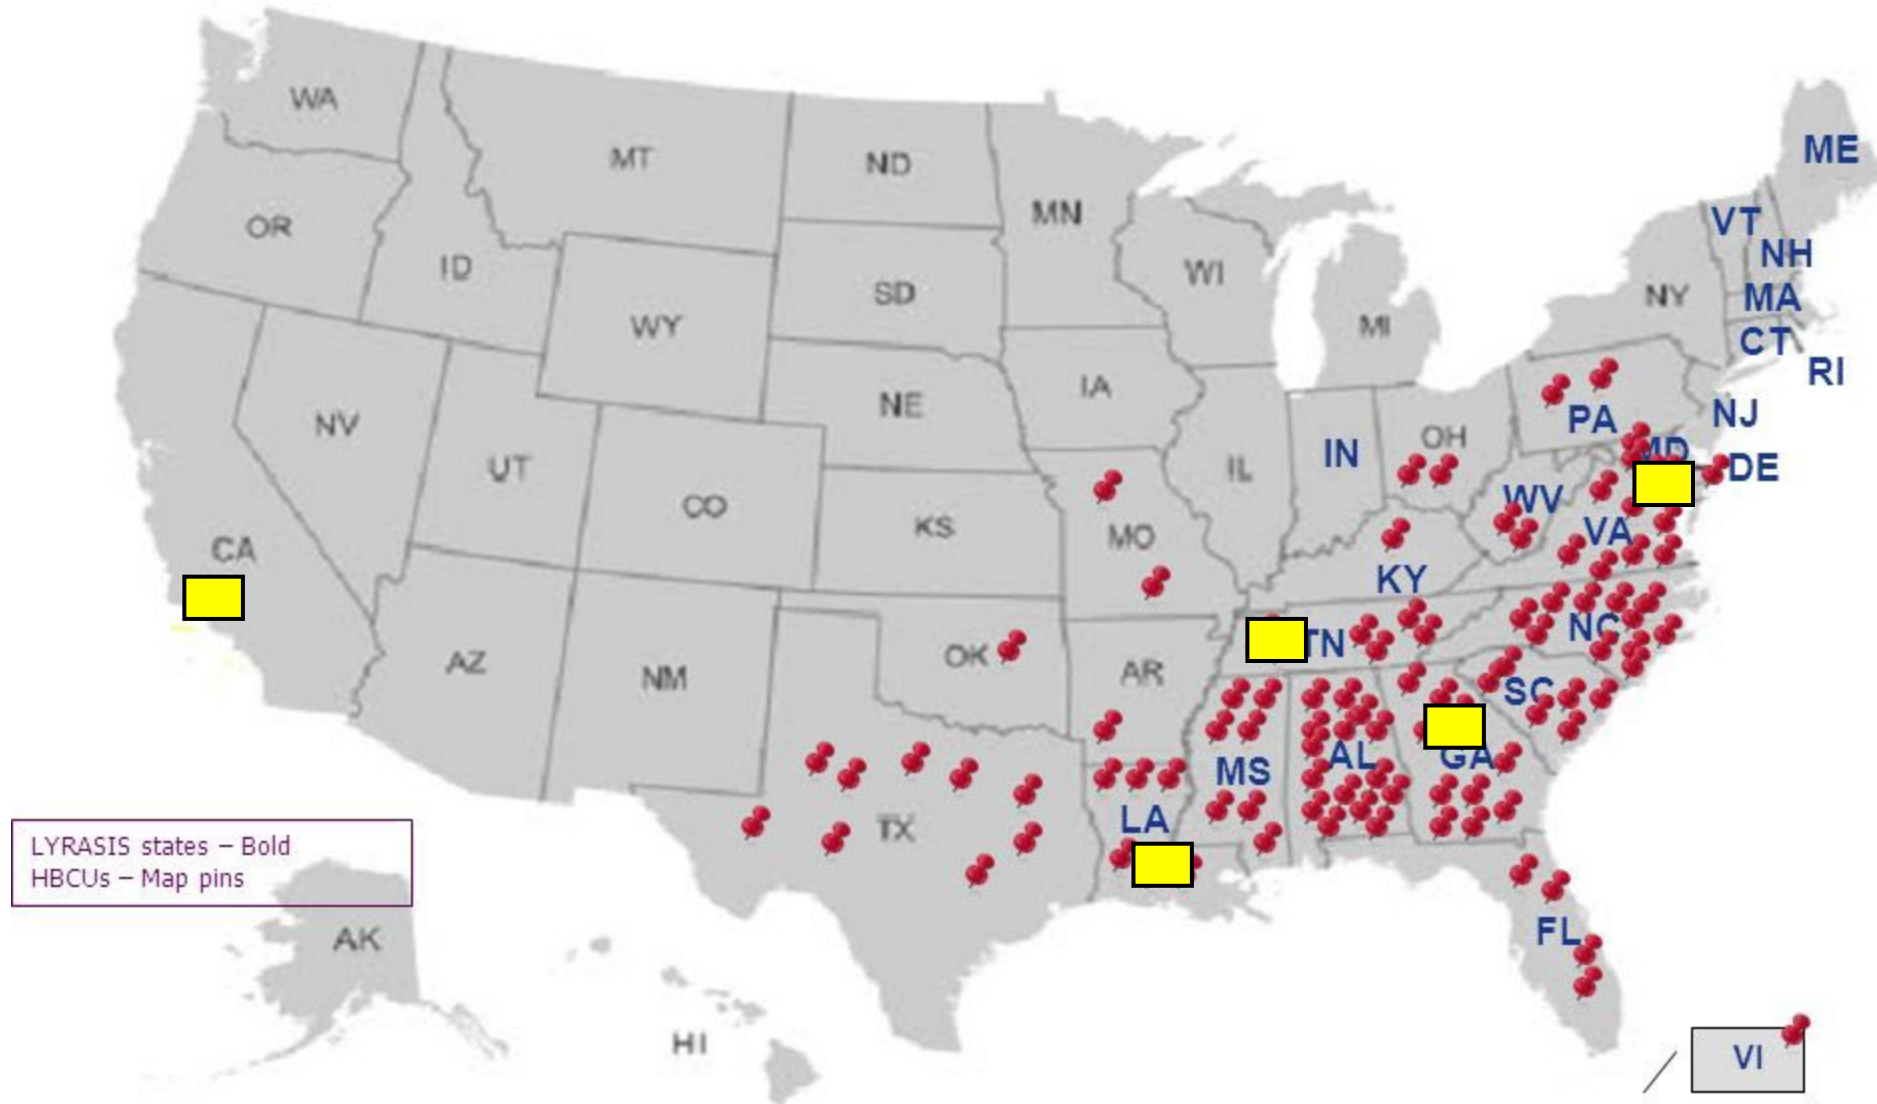 WA
MT
ND
MN
ME
OR
ID
SD
WI
VT
NH
WY
MI
NY
MA
CT
RI
NV
UT
NE
IA
IL
IN
OH
PA
NJ
MD
DE
CA
CO
KS
MO
WV
VA
KY
AZ
NM
OK
AR
TN
NC
SC
TX
LA
MS
AL
GA
FL
LYRASIS states – Bold
HBCUs – Map pins
AK
HI
VI